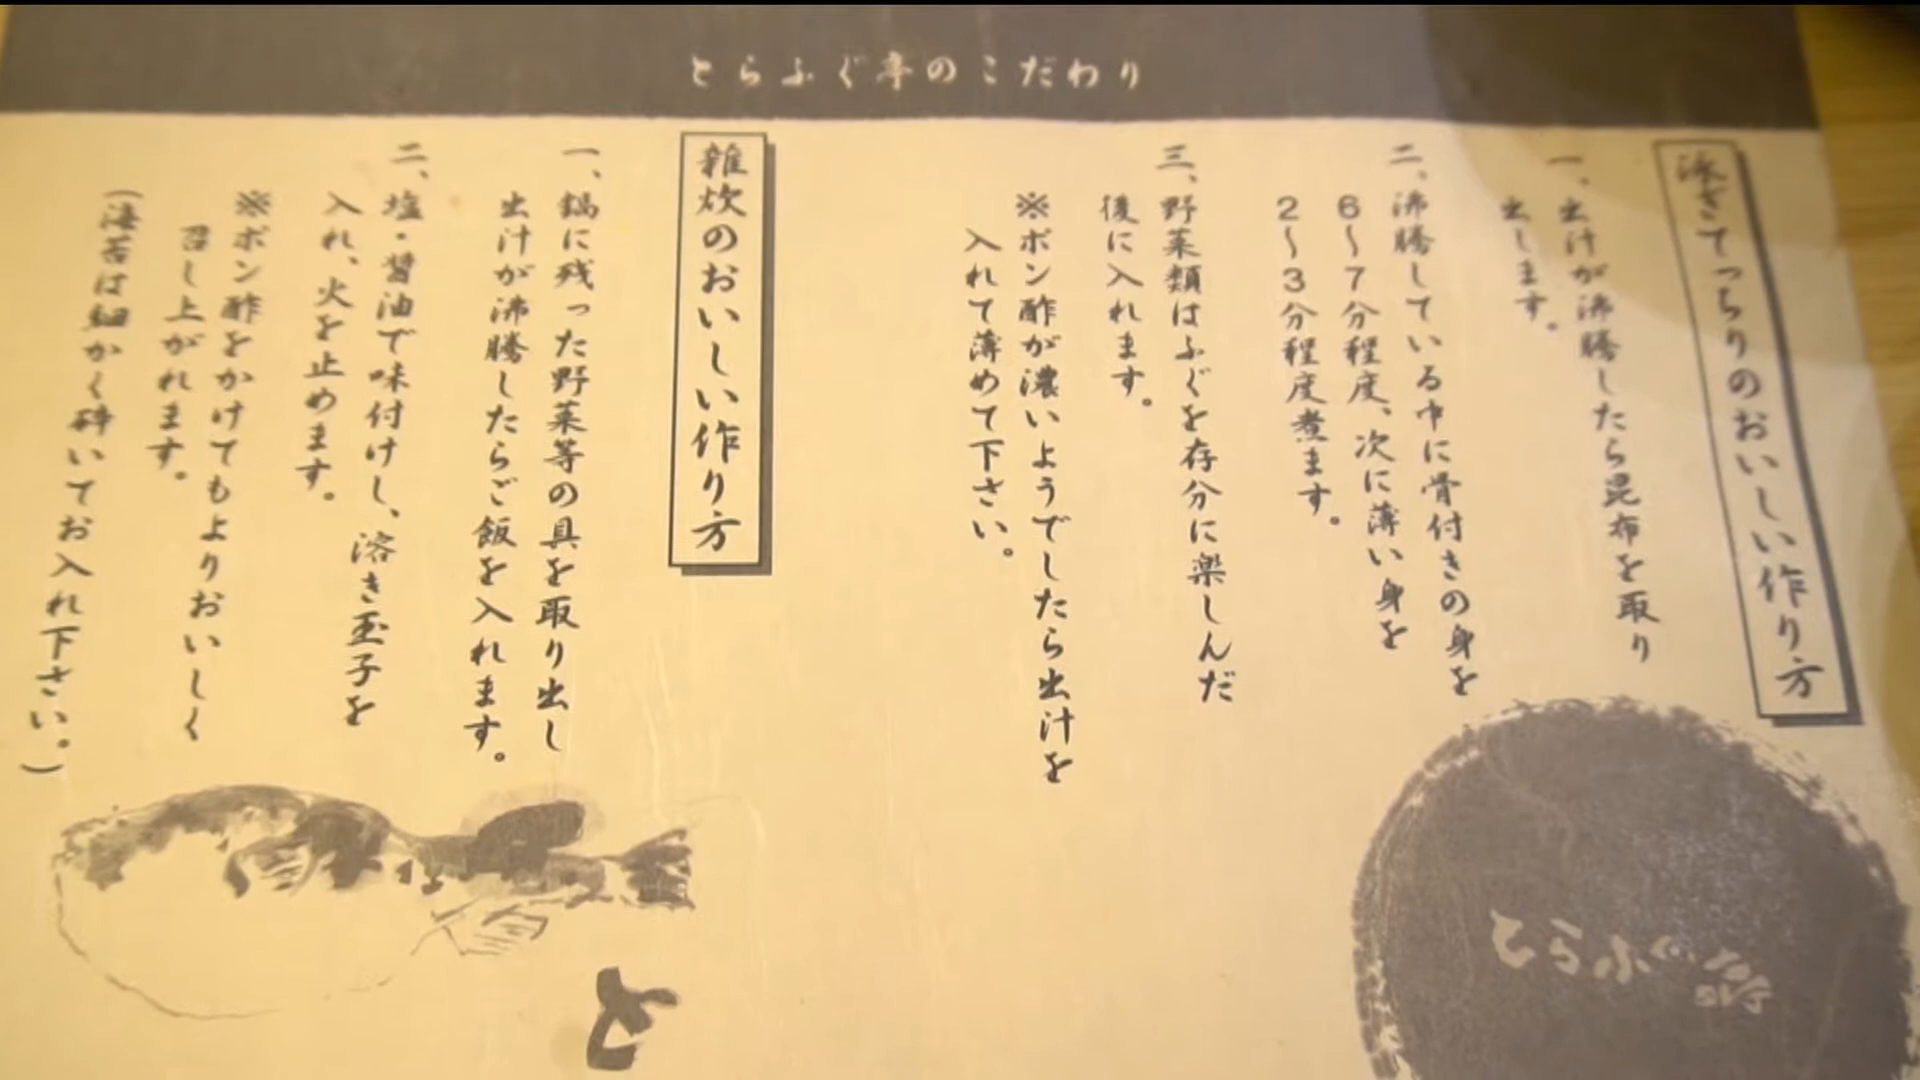 とらふぐ亭のこだわり
泳ぎてっちりのおいしい作り方
一、出汁が沸騰したら昆布を取り
出します。
二、沸騰している中に骨付きの身を
6〜7分程度、次に薄い身を
2〜3分程度煮ます。
三、野菜類はふぐを存分に楽しんだ
後に入れます。
※ポン酢が濃いようでしたら出汁を
入れて薄めて下さい。
雑炊のおいしい作り方
一、鍋に残った野菜等の具を取り出し
出汁が沸騰したらご飯を入れます。
二、塩・醤油で味付けし、溶き玉子を
入れ、火を止めます。
※ポン酢をかけてもよりおいしく
召し上がれます。
(海苔は細かく砕いてお入れ下さい。)
とらふぐ亭
と